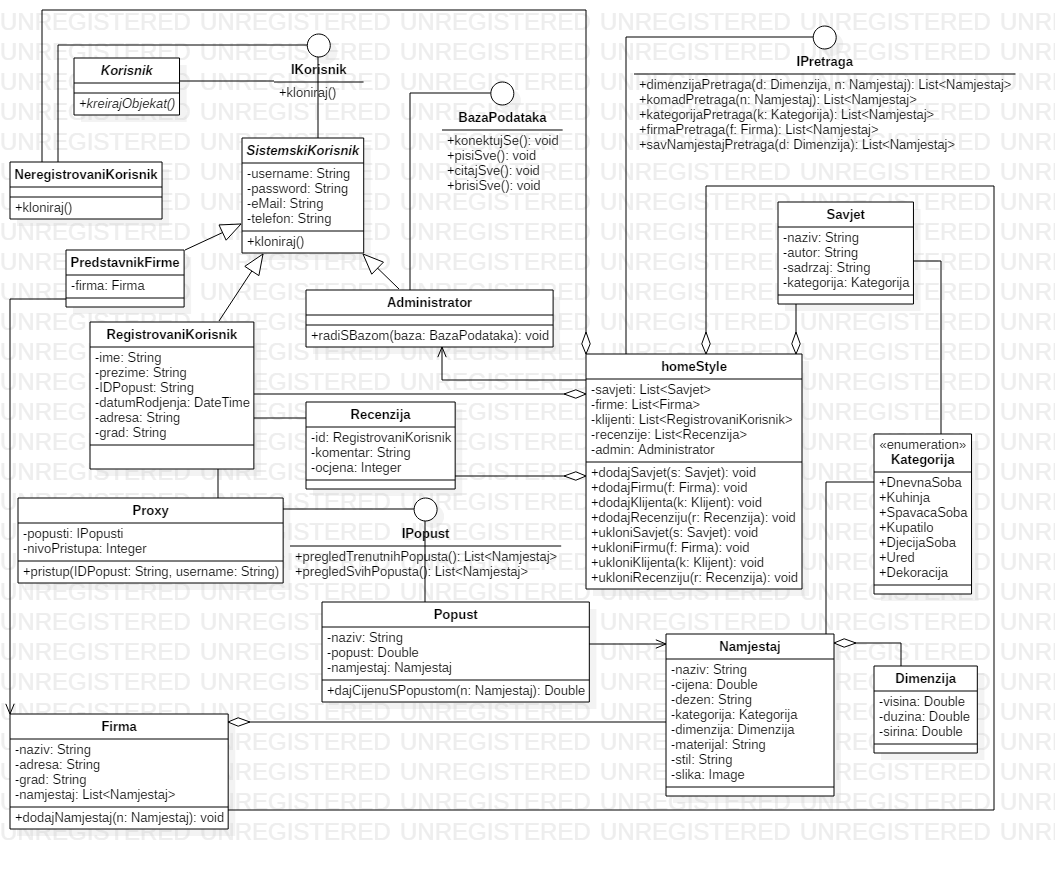 Korisnik
+kreirajObjekat()
IKorisnik
+kloniraj()
BazaPodataka
+konektujSe(): void
+pisiSve(): void
+citajSve(): void
+brisiSve(): void
IPretraga
+dimenzijaPretraga(d: Dimenzija, n: Namjestaj): List<Namjestaj>
+komadPretraga(n: Namjestaj): List<Namjestaj>
+kategorijaPretraga(k: Kategorija): List<Namjestaj>
+firmaPretraga(f: Firma): List<Namjestaj>
+savNamjestajPretraga(d: Dimenzija): List<Namjestaj>
NeregistrovaniKorisnik
+kloniraj()
SistemskiKorisnik
-username: String
-password: String
-eMail: String
-telefon: String
+kloniraj()
Savjet
-naziv: String
-autor: String
-sadrzaj: String
-kategorija: Kategorija
PredstavnikFirme
-firma: Firma
Administrator
+radiSBazom(baza: BazaPodataka): void
RegistrovaniKorisnik
-ime: String
-prezime: String
-IDPopust: String
-datumRodjenja: DateTime
-adresa: String
-grad: String
Recenzija
-id: RegistrovaniKorisnik
-komentar: String
-ocjena: Integer
homeStyle
-savjeti: List<Savjet>
-firme: List<Firma>
-klijenti: List<RegistrovaniKorisnik>
-recenzije: List<Recenzija>
-admin: Administrator
+dodajSavjet(s: Savjet): void
+dodajFirmu(f: Firma): void
+dodajKlijenta(k: Klijent): void
+dodajRecenziju(r: Recenzija): void
+ukloniSavjet(s: Savjet): void
+ukloniFirmu(f: Firma): void
+ukloniKlijenta(k: Klijent): void
+ukloniRecenziju(r: Recenzija): void
«enumeration»
Kategorija
+DnevnaSoba
+Kuhinja
+SpavacaSoba
+Kupatilo
+DjecijaSoba
+Ured
+Dekoracija
Proxy
-popusti: IPopusti
-nivoPristupa: Integer
+pristup(IDPopust: String, username: String)
IPopust
+pregledTrenutnihPopusta(): List<Namjestaj>
+pregledSvihPopusta(): List<Namjestaj>
Popust
-naziv: String
-popust: Double
-namjestaj: Namjestaj
+dajCijenuSPopustom(n: Namjestaj): Double
Namjestaj
-naziv: String
-cijena: Double
-dezen: String
-kategorija: Kategorija
-dimenzija: Dimenzija
-materijal: String
-stil: String
-slika: Image
Dimenzija
-visina: Double
-duzina: Double
-sirina: Double
Firma
-naziv: String
-adresa: String
-grad: String
-namjestaj: List<Namjestaj>
+dodajNamjestaj(n: Namjestaj): void
UNREGISTERED